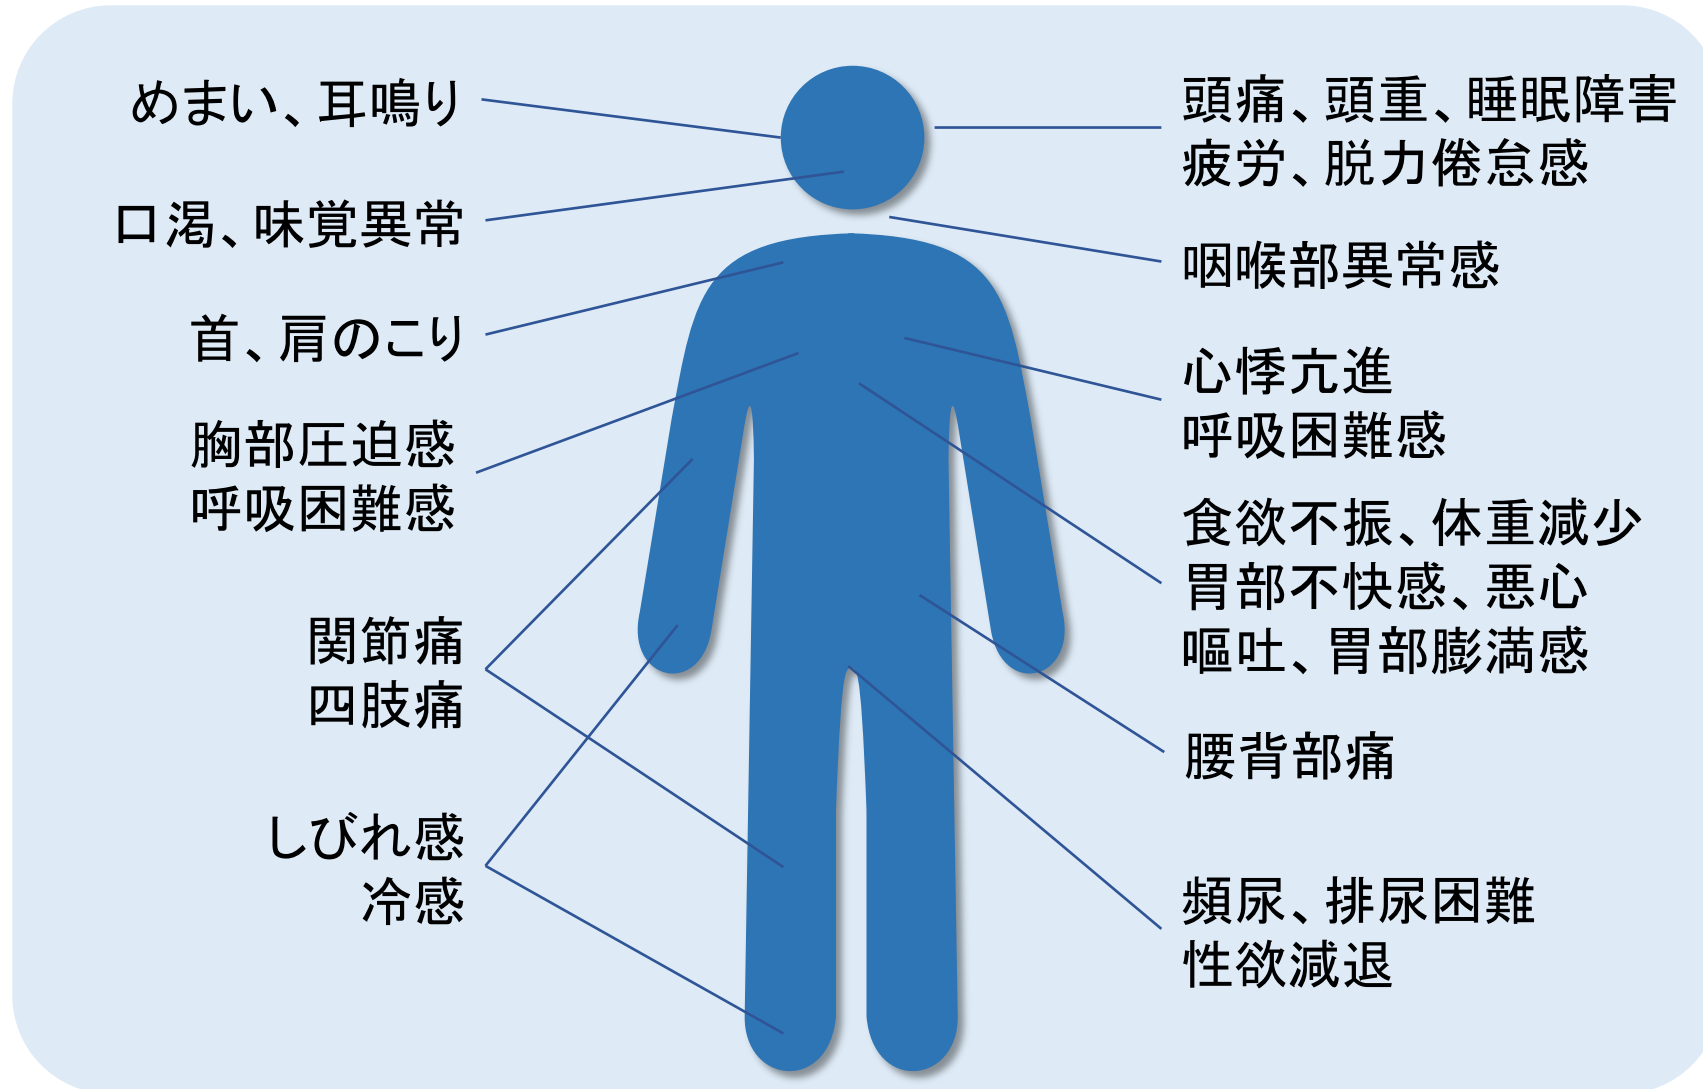 めまい、耳鳴り
口渇、味覚異常
首、肩のこり
胸部圧迫感
呼吸困難感
関節痛
四肢痛
しびれ感
冷感
頭痛、頭重、睡眠障害
疲労、脱力倦怠感
咽喉部異常感
心悸亢進
呼吸困難感
食欲不振、体重減少
胃部不快感、悪心
嘔吐、胃部膨満感
腰背部痛
頻尿、排尿困難
性欲減退